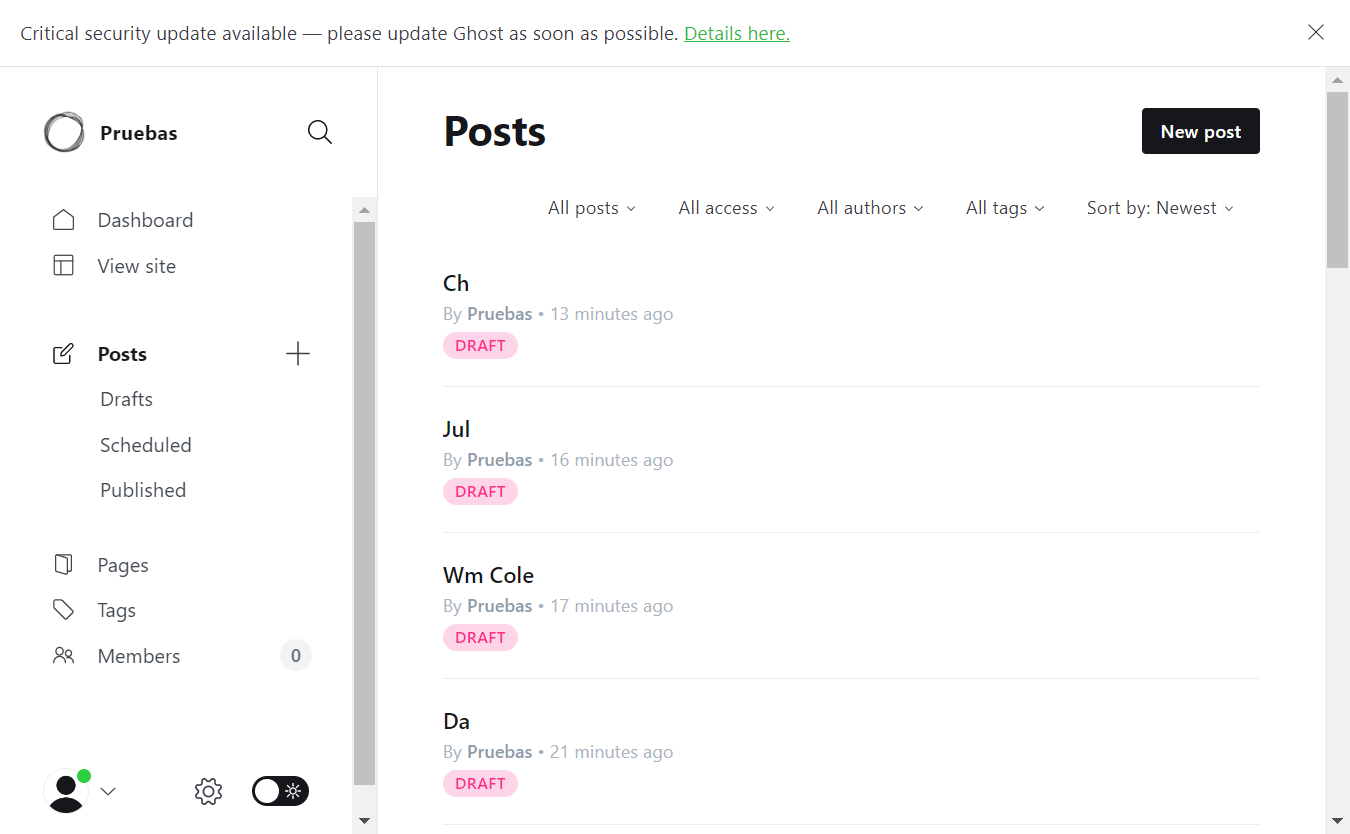 Critical security update available — please update Ghost as soon as possible. Details here.
Pruebas
Dashboard
View site
Posts
Drafts
Scheduled
Published
Pages
Tags
Members 0
Posts
New post
All posts All access All authors All tags Sort by: Newest
Ch
By Pruebas • 13 minutes ago
DRAFT
Jul
By Pruebas • 16 minutes ago
DRAFT
Wm Cole
By Pruebas • 17 minutes ago
DRAFT
Da
By Pruebas • 21 minutes ago
DRAFT